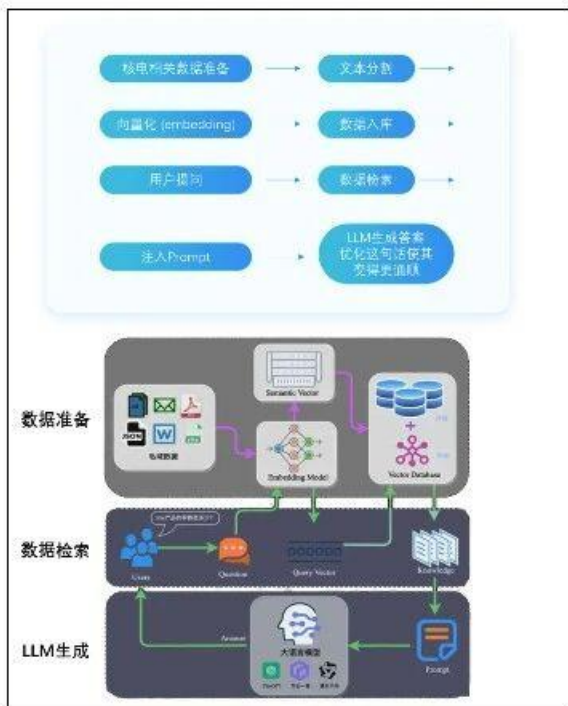 核电相关数据准备
文本分割
向量化 (embedding)
数据入库
用户提问
数据检索
注入Prompt
LLM生成答案
优化这句话使其
变得更通顺
数据准备
Semantic Vector
JSON
Embedding Model
Vector Database
数据检索
Users
Question
Query Vector
Knowledge
LLM生成
Answer
大语言模型
Prompt